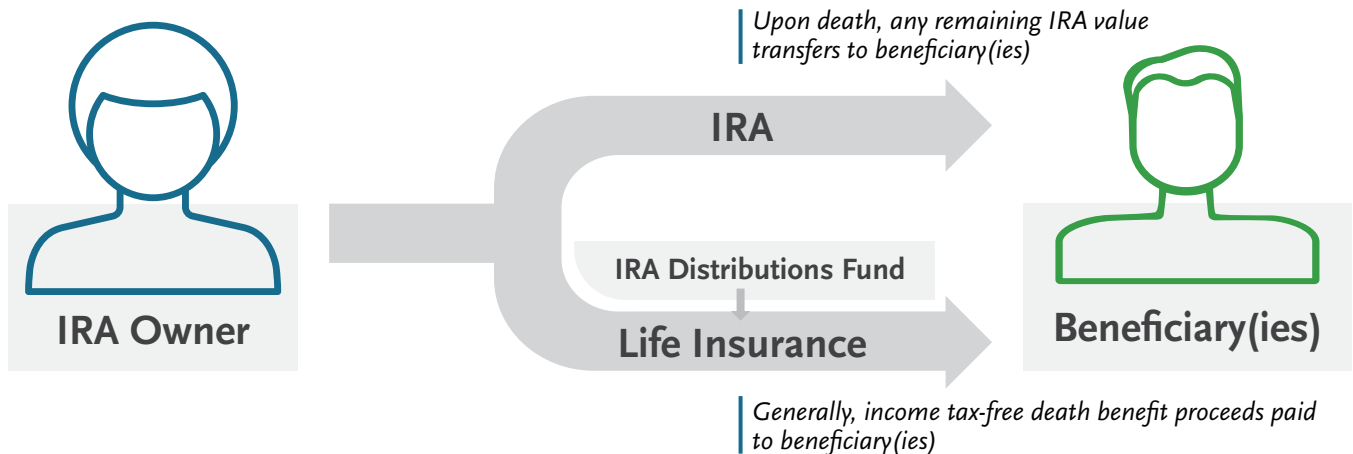 Upon death, any remaining IRA value
transfers to beneficiary(ies)
IRA
IRA Distributions Fund
IRA Owner
Life Insurance
Beneficiary(ies)
Generally, income tax-free death benefit proceeds paid
to beneficiary(ies)